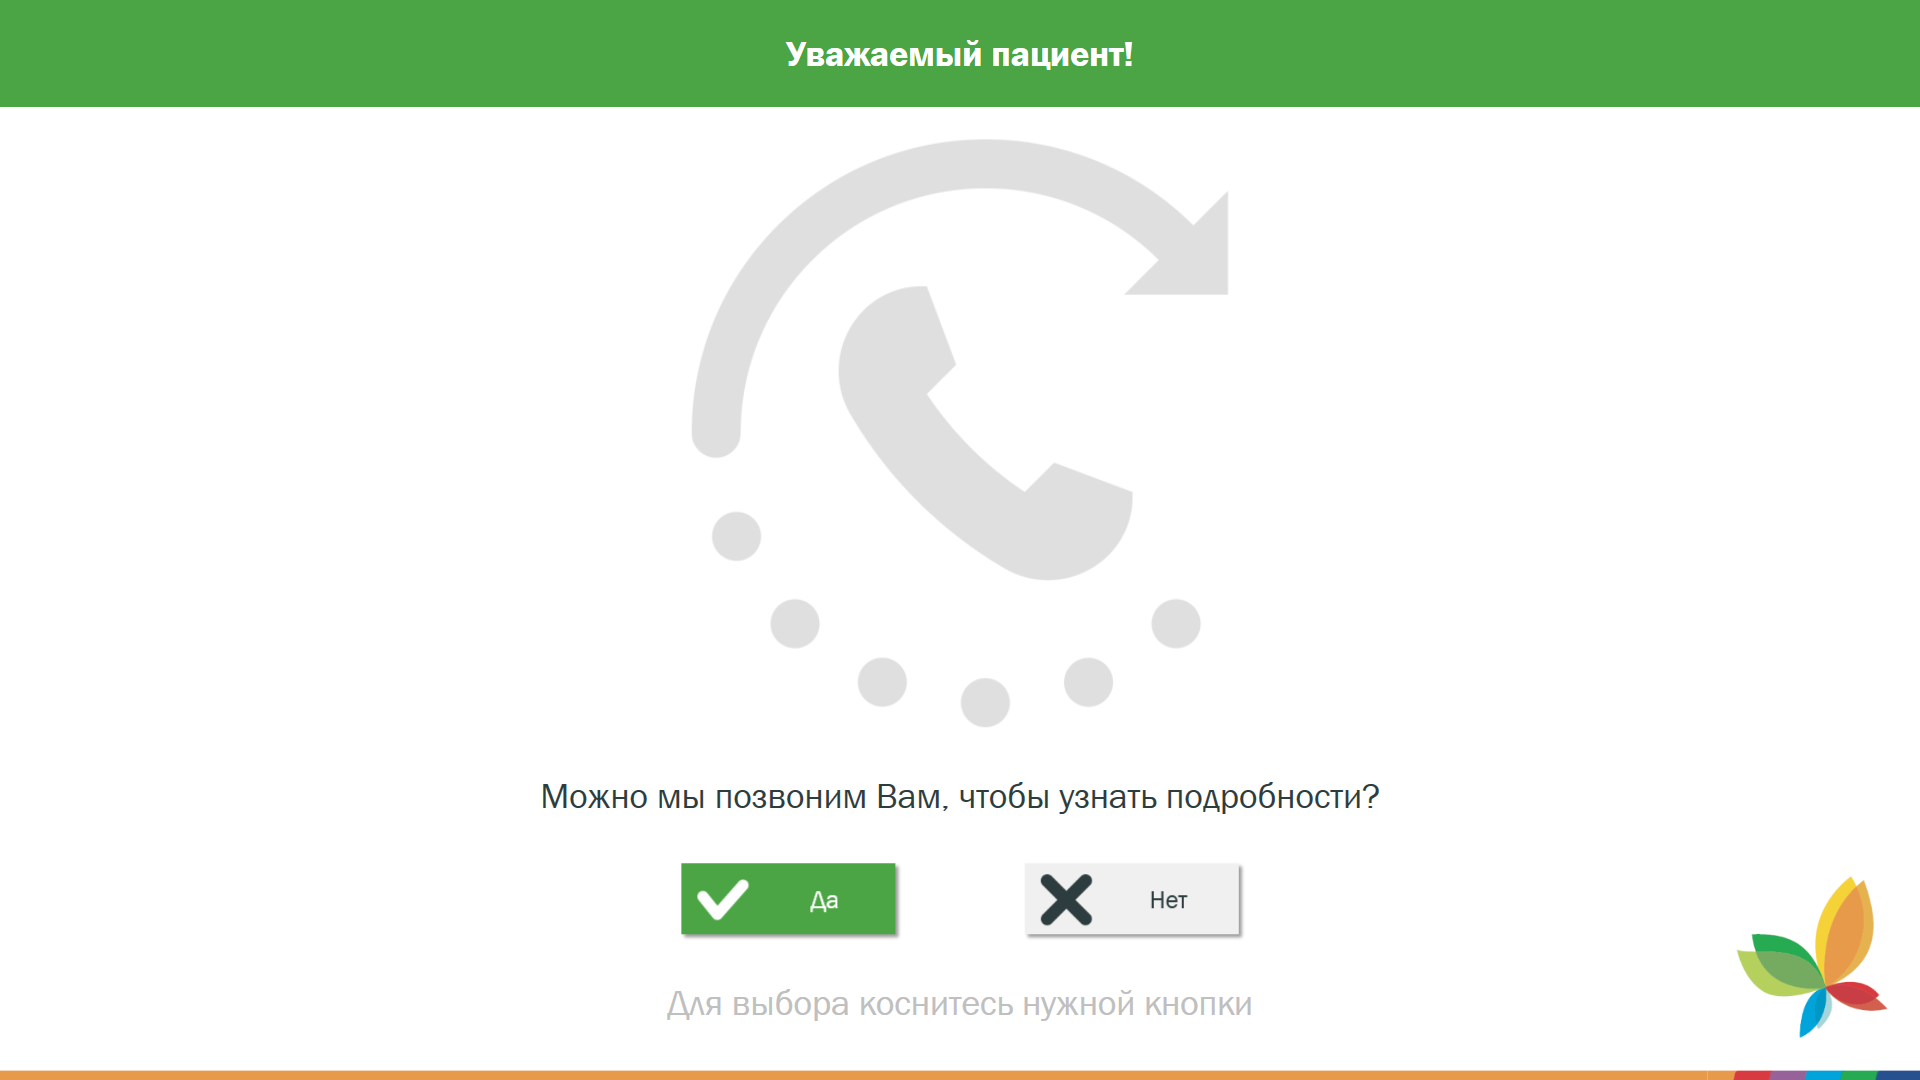 Уважаемый пациент!
Можно мы позвоним Вам, чтобы узнать подробности?
Да
Нет
Для выбора коснитесь нужной кнопки